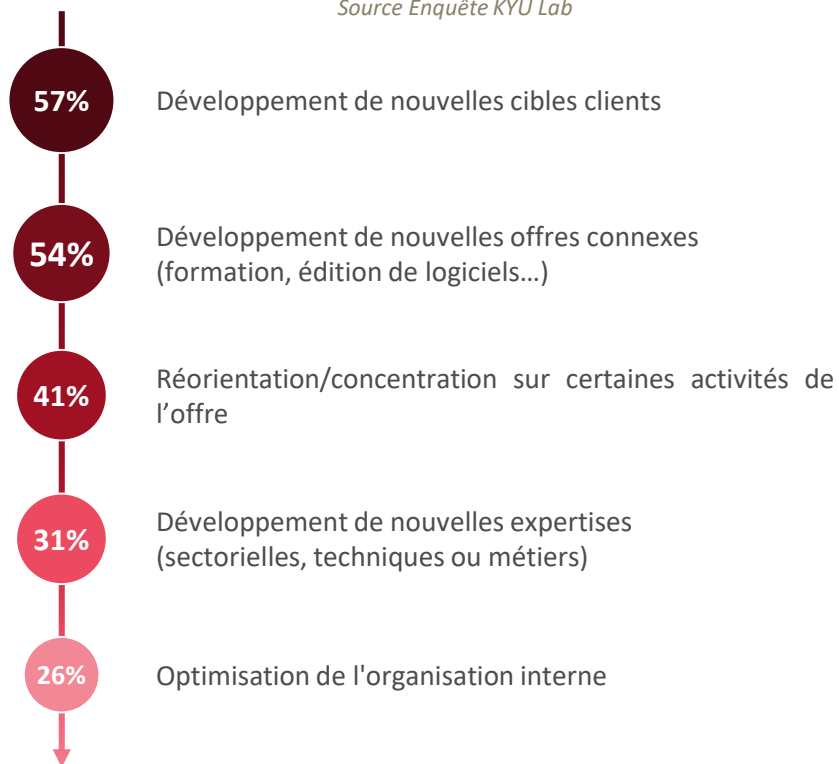 Source Enquête KYU Lab
57%
Développement de nouvelles cibles clients
54%
Développement de nouvelles offres connexes
(formation, édition de logiciels…)
41%
Réorientation/concentration sur certaines activités de
l’offre
31%
Développement de nouvelles expertises
(sectorielles, techniques ou métiers)
26%
Optimisation de l'organisation interne